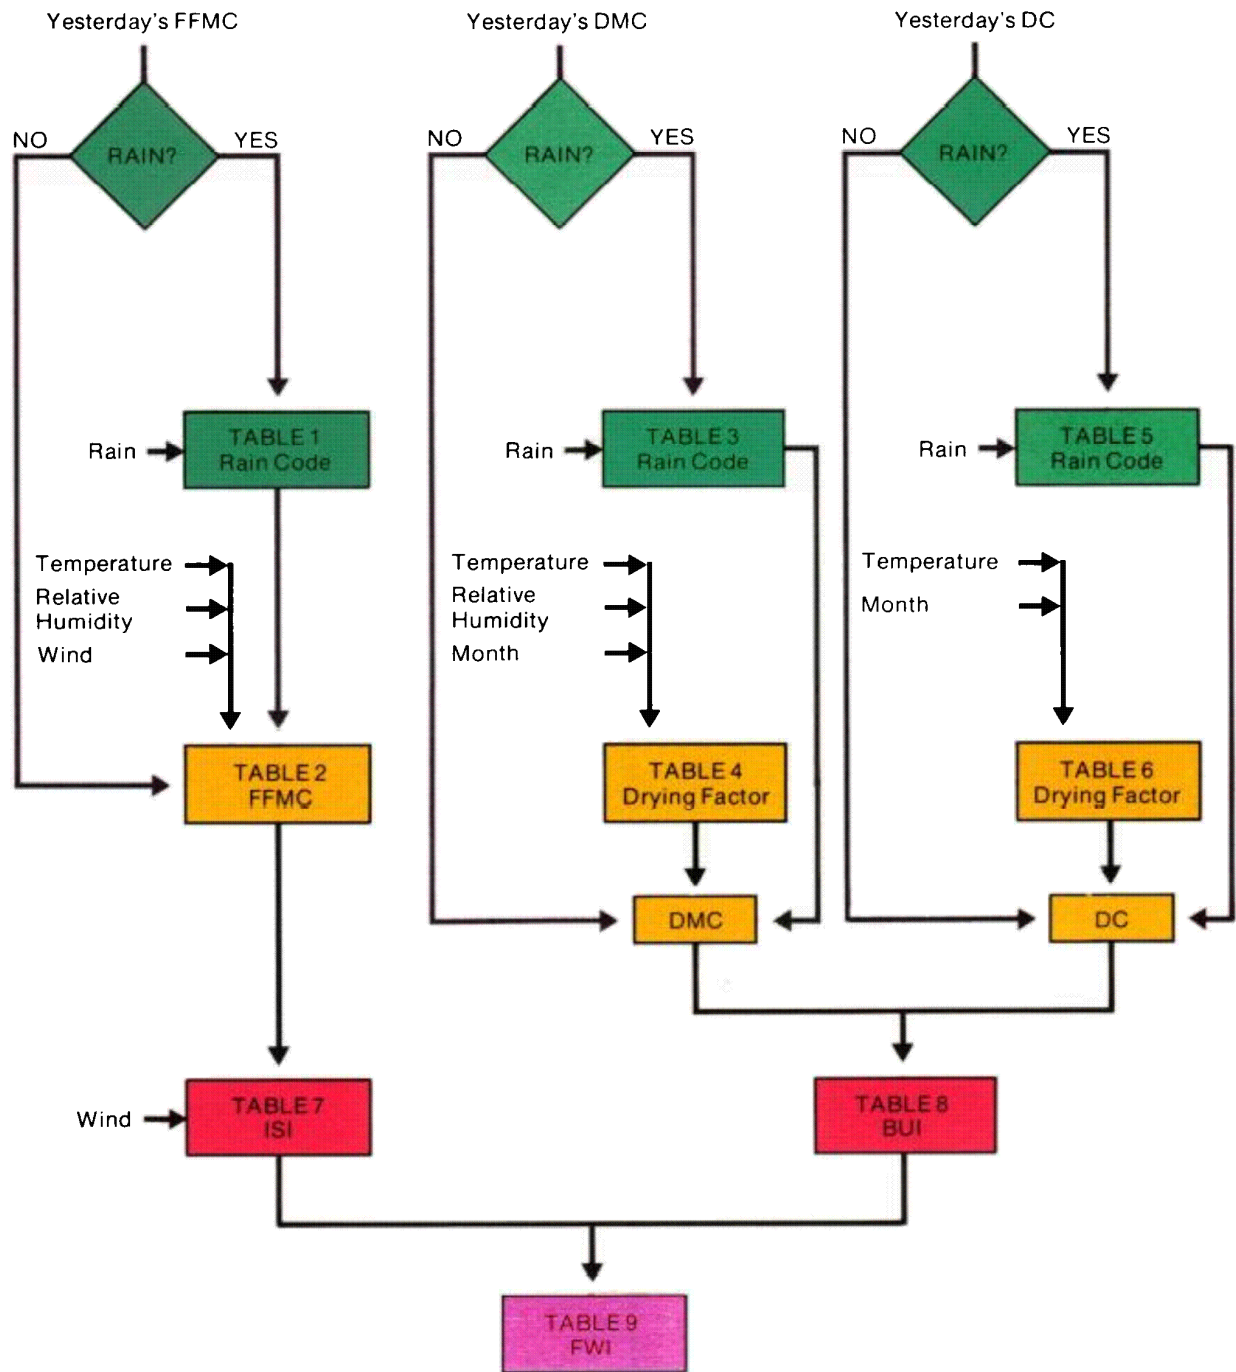 Yesterday's FFMC
Yesterday's DMC
Yesterday's DC
NO
RAIN?
YES
NO
RAIN?
YES
NO
RAIN?
YES
Rain
TABLE 1
Rain Code
Rain
TABLE 3
Rain Code
Rain
TABLE 5
Rain Code
Temperature
Relative
Humidity
Wind
Temperature
Relative
Humidity
Month
Temperature
Month
TABLE 2
FFMC
TABLE 4
Drying Factor
TABLE 6
Drying Factor
DMC
DC
Wind
TABLE 7
ISI
TABLE 8
BUI
TABLE 9
FWI